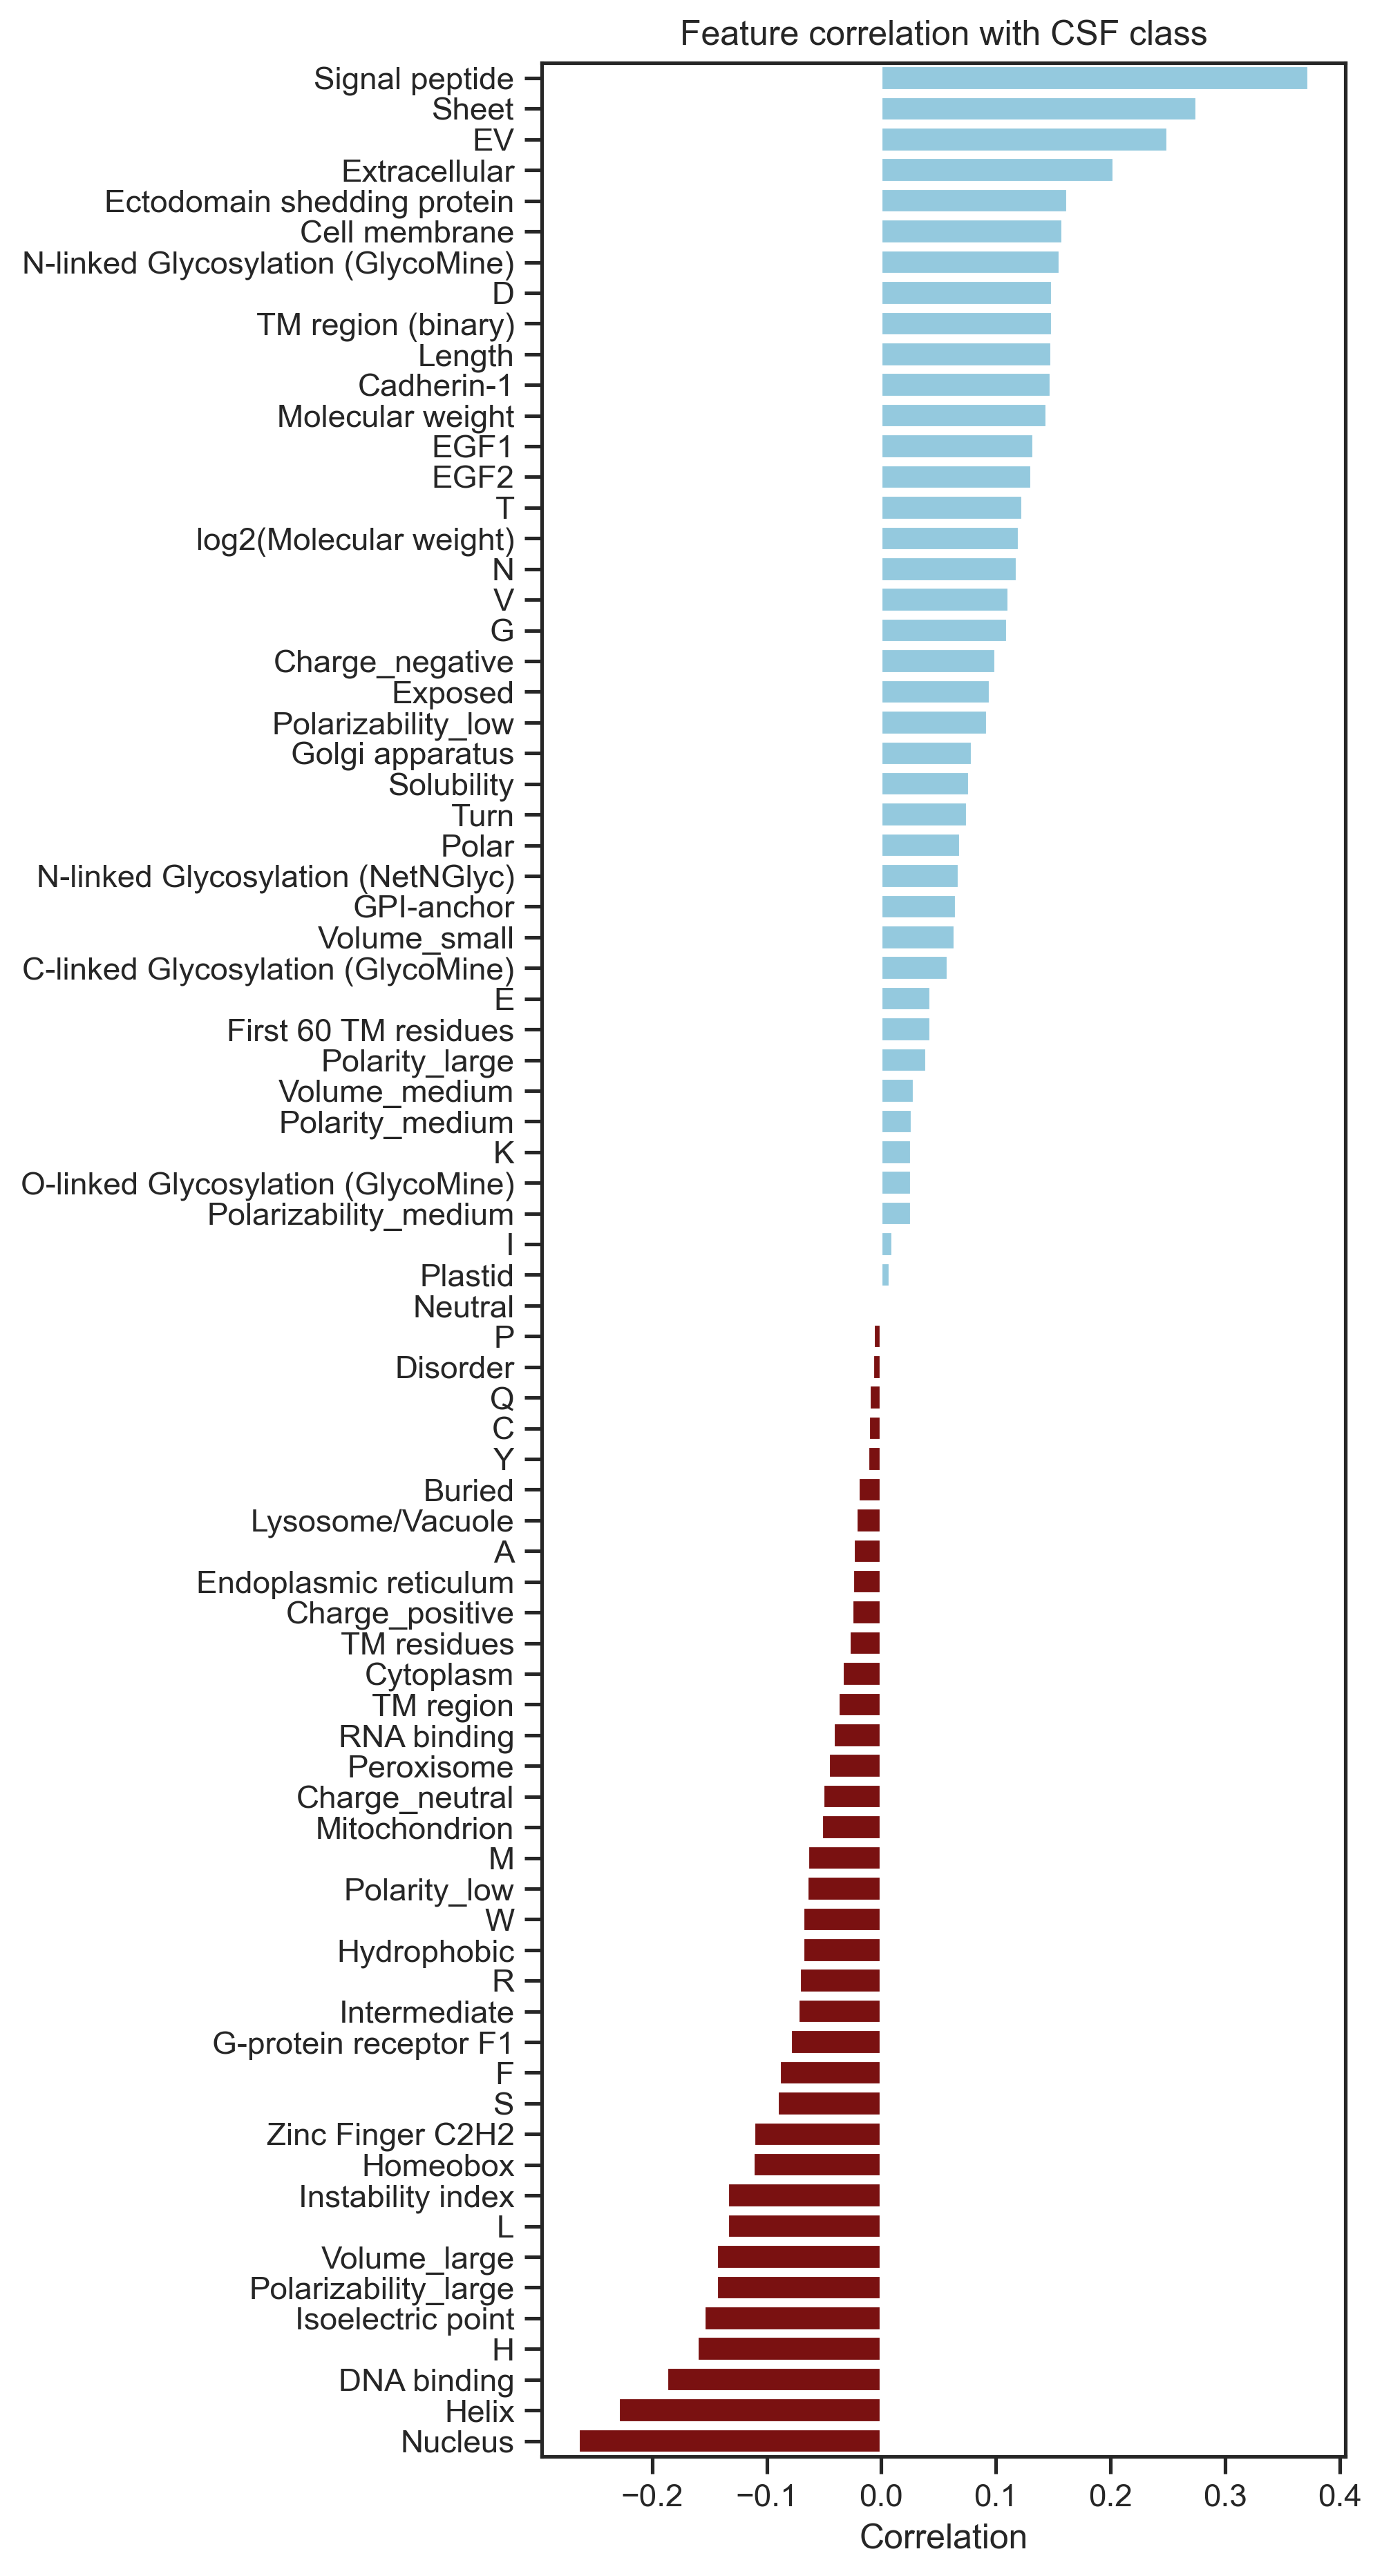 Feature correlation with CSF class
Signal peptide
Sheet
EV
Extracellular
Ectodomain shedding protein
Cell membrane
N-linked Glycosylation (GlycoMine)
D
TM region (binary)
Length
Cadherin-1
Molecular weight
EGF1
EGF2
T
log2(Molecular weight)
N
V
G
Charge_negative
Exposed
Polarizability_low
Golgi apparatus
Solubility
Turn
Polar
N-linked Glycosylation (NetNGlyc)
GPI-anchor
Volume_small
C-linked Glycosylation (GlycoMine)
E
First 60 TM residues
Polarity_large
Volume_medium
Polarity_medium
K
O-linked Glycosylation (GlycoMine)
Polarizability_medium
I
Plastid
Neutral
P
Disorder
Q
C
Y
Buried
Lysosome/Vacuole
A
Endoplasmic reticulum
Charge_positive
TM residues
Cytoplasm
TM region
RNA binding
Peroxisome
Charge_neutral
Mitochondrion
M
Polarity_low
W
Hydrophobic
R
Intermediate
G-protein receptor F1
F
S
Zinc Finger C2H2
Homeobox
Instability index
L
Volume_large
Polarizability_large
Isoelectric point
H
DNA binding
Helix
Nucleus
−0.2 −0.1 0.0 0.1 0.2 0.3 0.4
Correlation